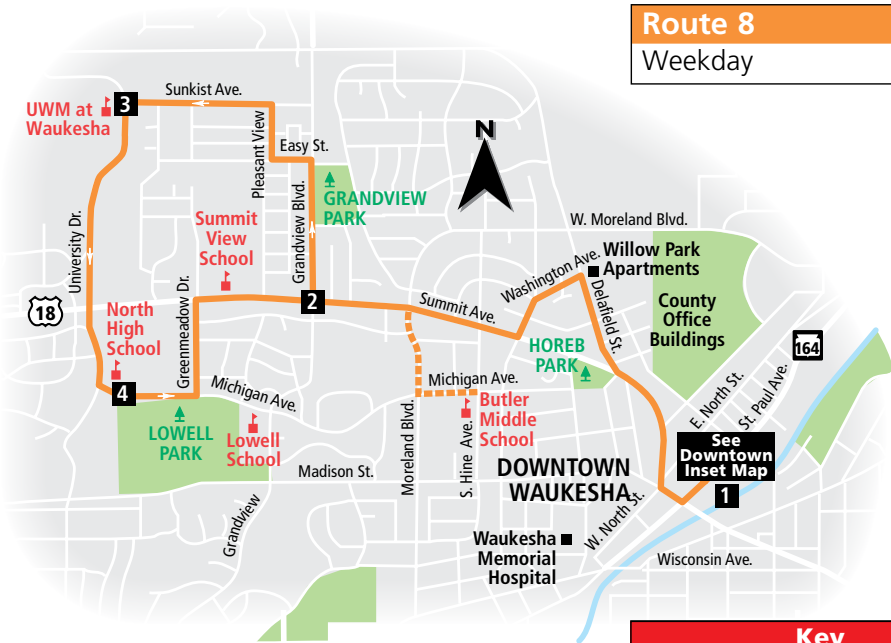 Route 8
Weekday
Sunkist Ave.
3
UWM at
Waukesha
Pleasant View
Easy St.
N
GRANDVIEW
PARK
Grandview Blvd.
University Dr.
Summit
View
School
W. Moreland Blvd.
Washington Ave.
Willow Park
Apartments
Delafield St.
County
Office
Buildings
18
2
Summit Ave.
North
High
School
Greenmeadow Dr.
164
HOREB
PARK
4
Michigan Ave.
Michigan Ave.
E. North St.
St. Paul Ave.
LOWELL
PARK
Lowell
School
Moreland Blvd.
S. Hine Ave.
Butler
Middle
School
See
Downtown
Inset Map
1
Madison St.
DOWNTOWN
WAUKESHA
Grandview
W. North St.
Waukesha
Memorial
Hospital
Wisconsin Ave.
Key